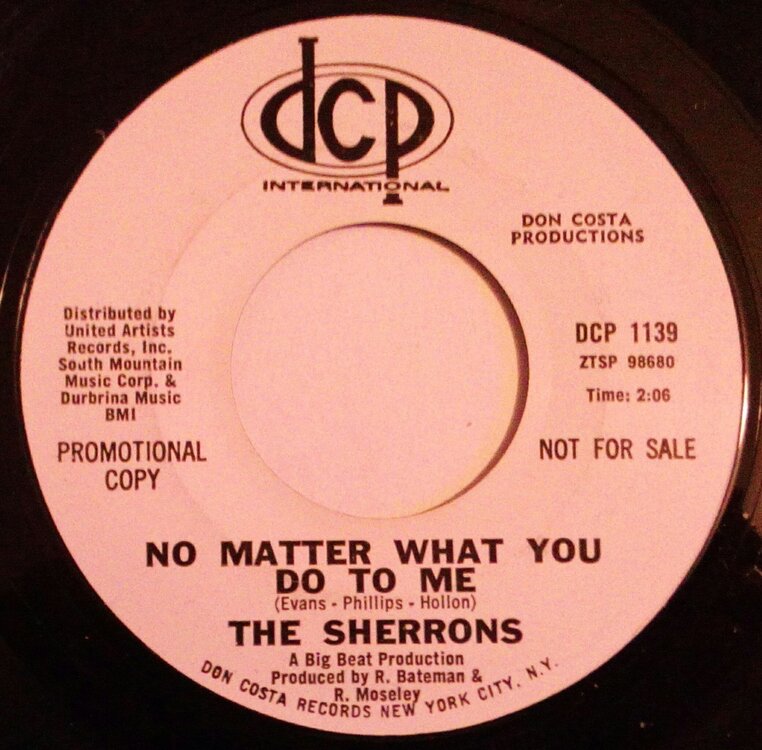 dcp
INTERNATIONAL
DON COSTA
PRODUCTIONS
Distributed by
United Artists
Records, Inc.
South Mountain
Music Corp. &
Durbrina Music
BMI
PROMOTIONAL
COPY
DCP 1139
ZTSP 98680
Time: 2:06
NOT FOR SALE
NO MATTER WHAT YOU
DO TO ME
(Evans - Phillips - Hollon)
THE SHERRONS
A Big Beat Production
Produced by R. Bateman &
R. Moseley
DON COSTA RECORDS NEW YORK CITY, N.Y.